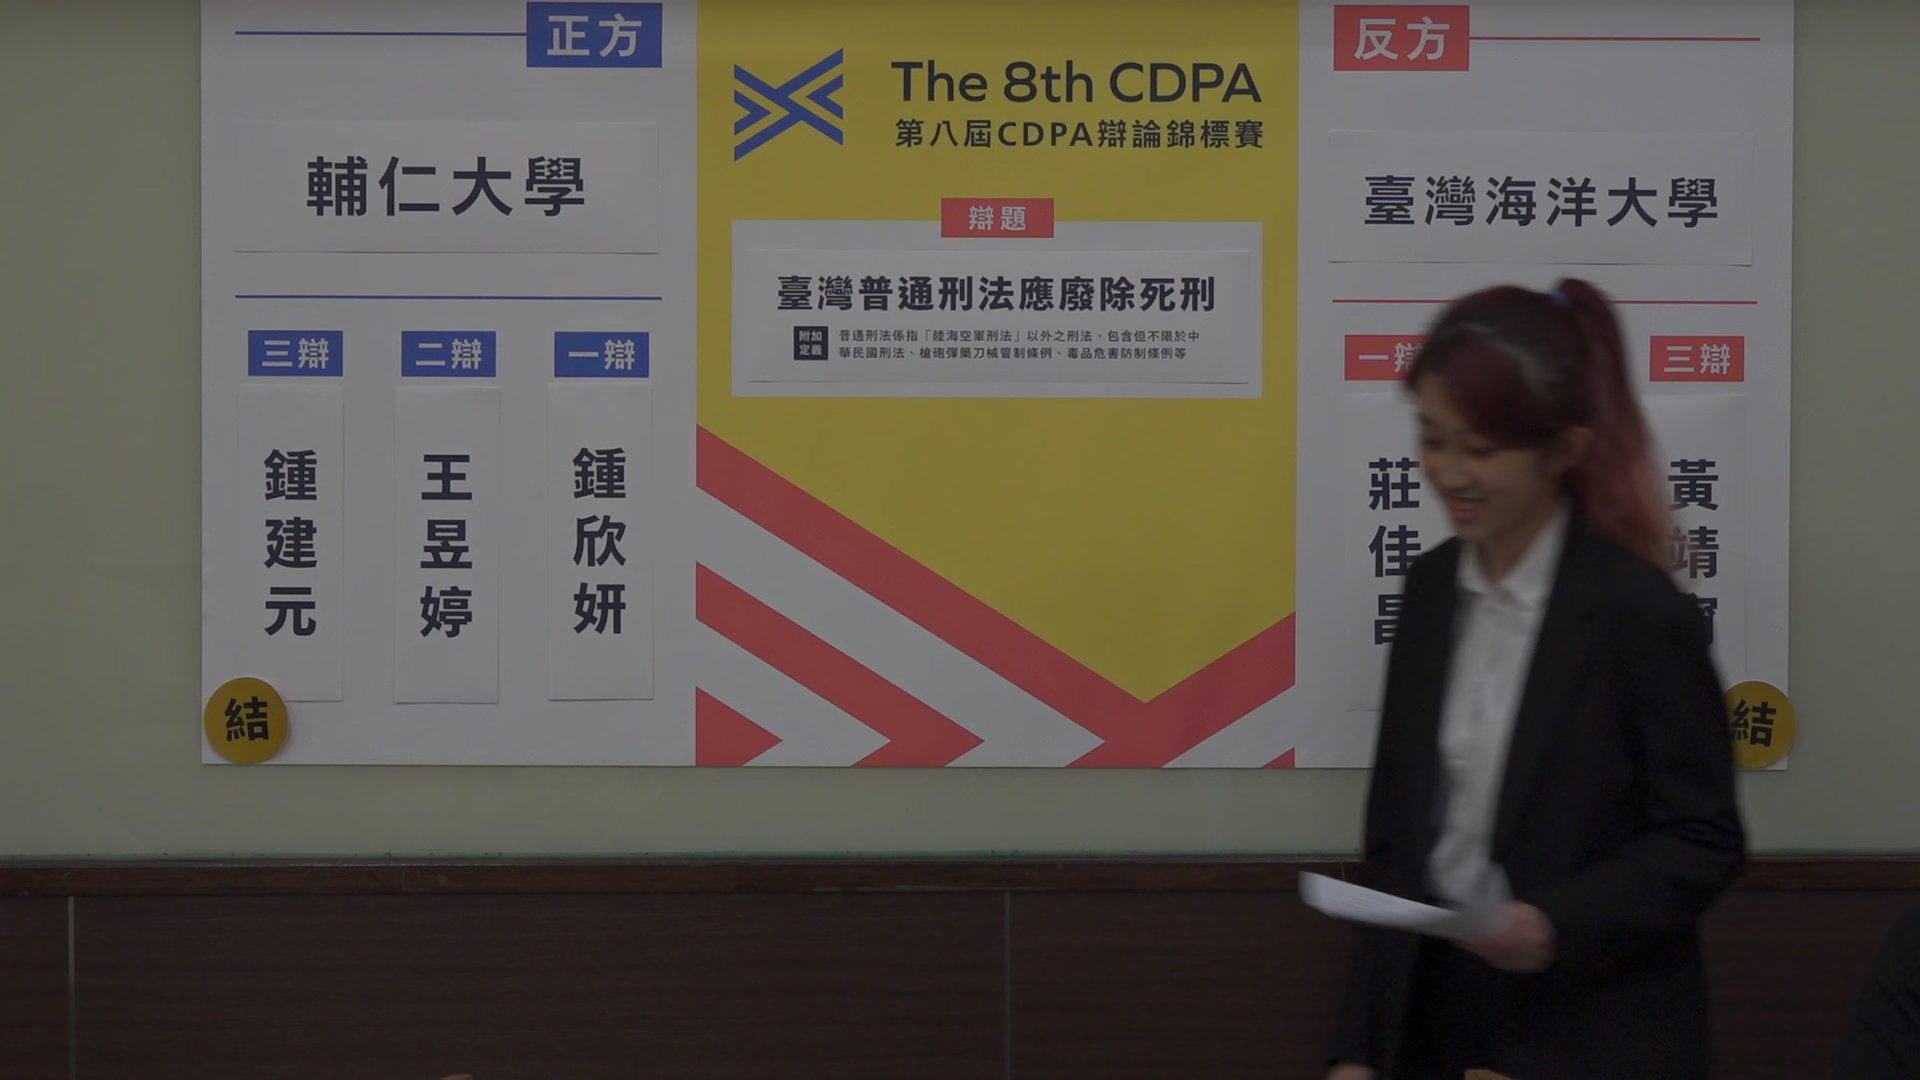 正方
輔仁大學
三辯
二辯
一辯
鍾建元
王昱婷
鍾欣妍
結
The 8th CDPA
第八屆CDPA辯論錦標賽
辯題
臺灣普通刑法應廢除死刑
附加定義
普通刑法係指「陸海空軍刑法」以外之刑法，包含但不限於中
華民國刑法、槍砲彈藥刀械管制條例、毒品危害防制條例等
反方
臺灣海洋大學
一辯
三辯
莊佳昌
黃靖
結